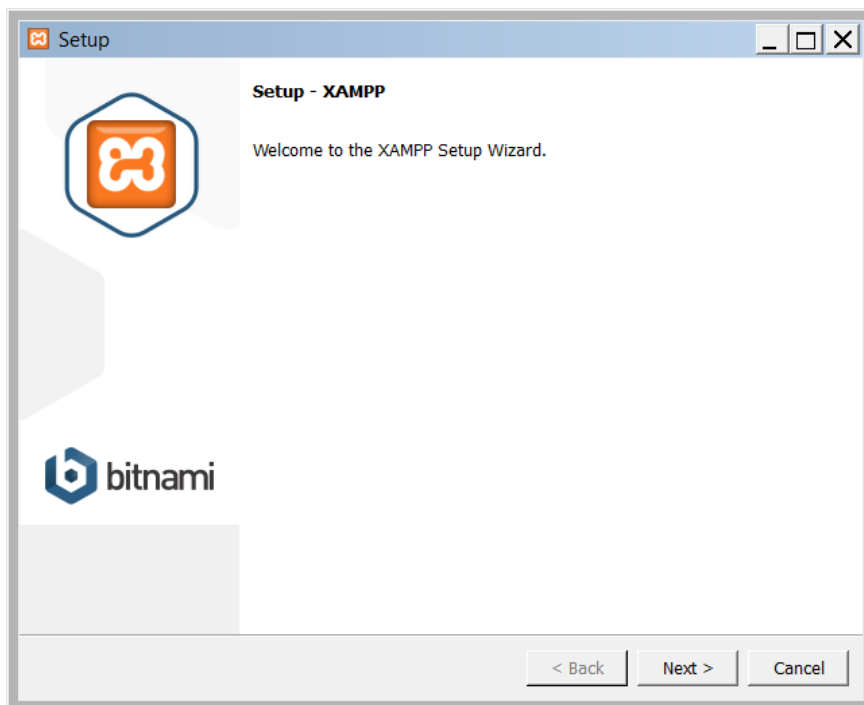 Setup
Setup - XAMPP
Welcome to the XAMPP Setup Wizard.
bitnami
< Back
Next >
Cancel